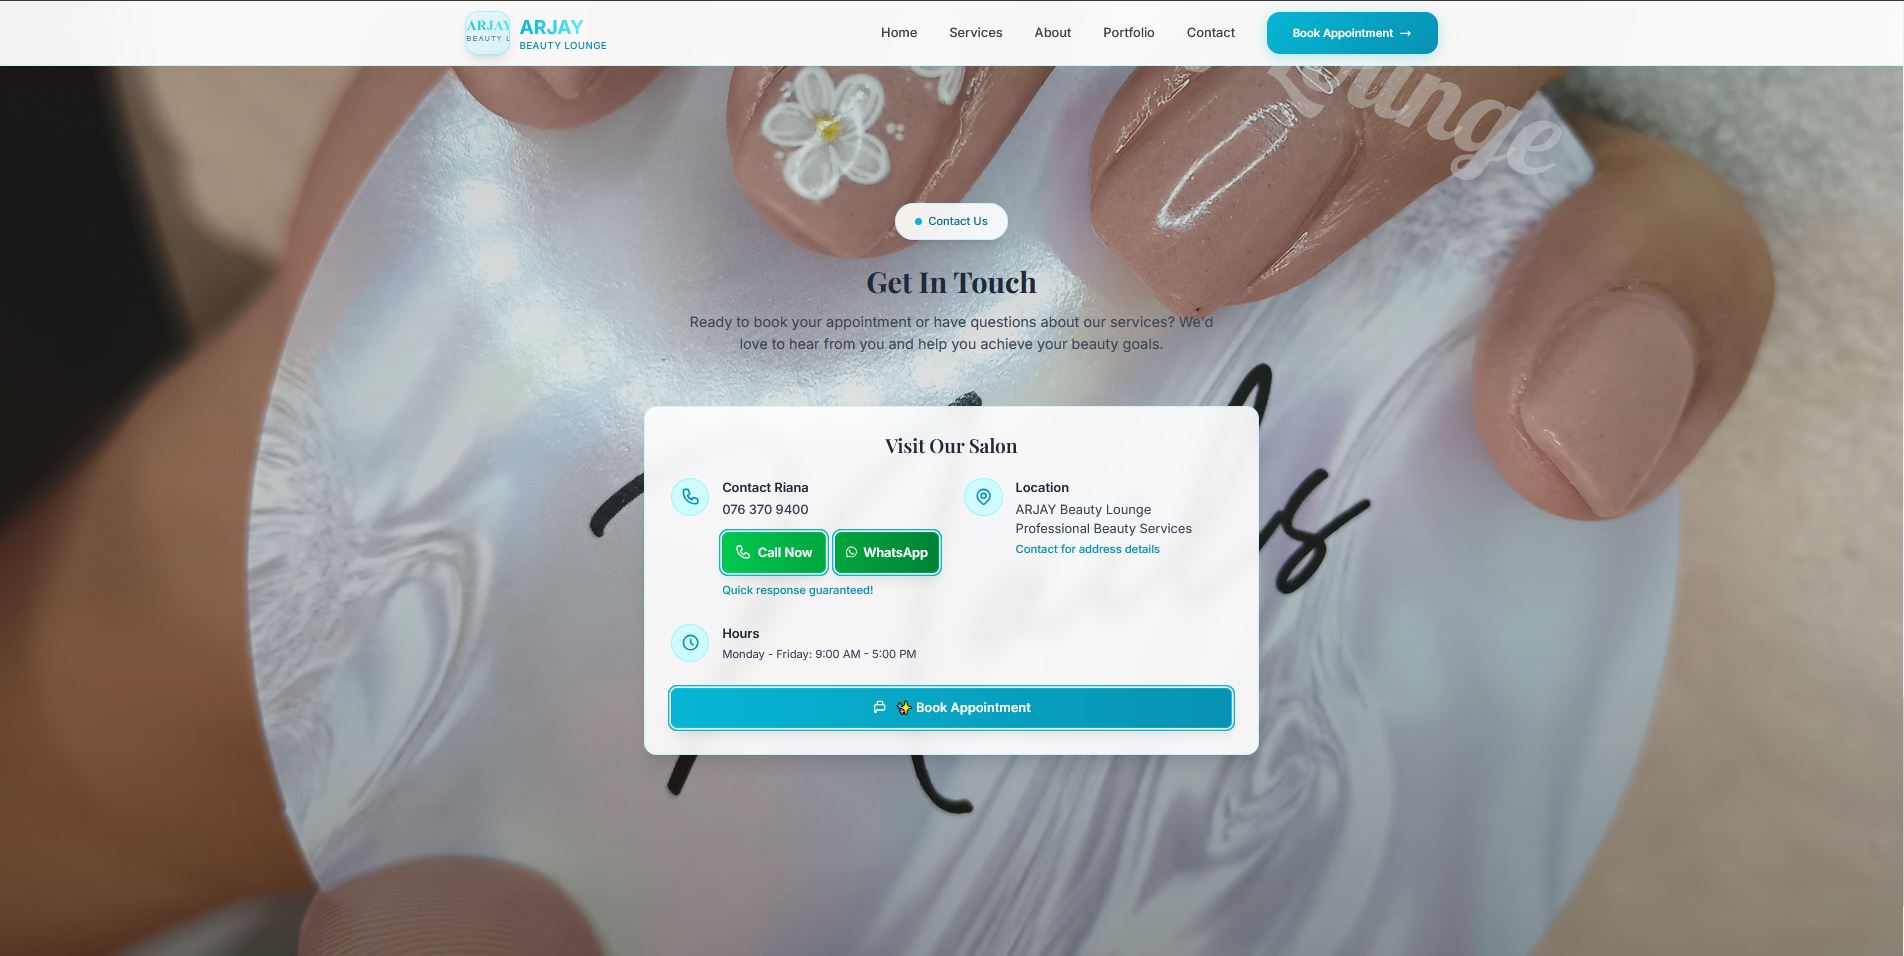 ARJAY
BEAUTY L
ARJAY
BEAUTY LOUNGE
Home
Services
About
Portfolio
Contact
Book Appointment →
Lounge
Contact Us
Get In Touch
Ready to book your appointment or have questions about our services? We'd
love to hear from you and help you achieve your beauty goals.
Visit Our Salon
Contact Riana
076 370 9400
Call Now
WhatsApp
Quick response guaranteed!
Location
ARJAY Beauty Lounge
Professional Beauty Services
Contact for address details
Hours
Monday - Friday: 9:00 AM - 5:00 PM
✨ Book Appointment